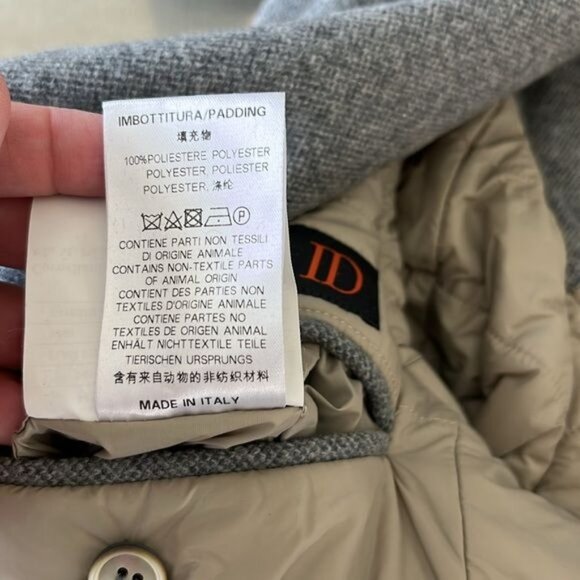 IMBOTTITURA/PADDING
填充物
100%POLIESTERE POLYESTER
POLYESTER POLIESTER
POLYESTER 涤纶
P
CONTIENE PARTI NON TESSILI
DI ORIGINE ANIMALE
CONTAINS NON-TEXTILE PARTS
OF ANIMAL ORIGIN
CONTIENT DES PARTIES NON
TEXTILES D'ORIGINE ANIMALE
CONTIENE PARTES NO
TEXTILES DE ORIGEN ANIMAL
ENHÄLT NICHTTEXTILE TEILE
TIERISCHEN URSPRUNGS
含有来自动物的非纺织材料
MADE IN ITALY
ID